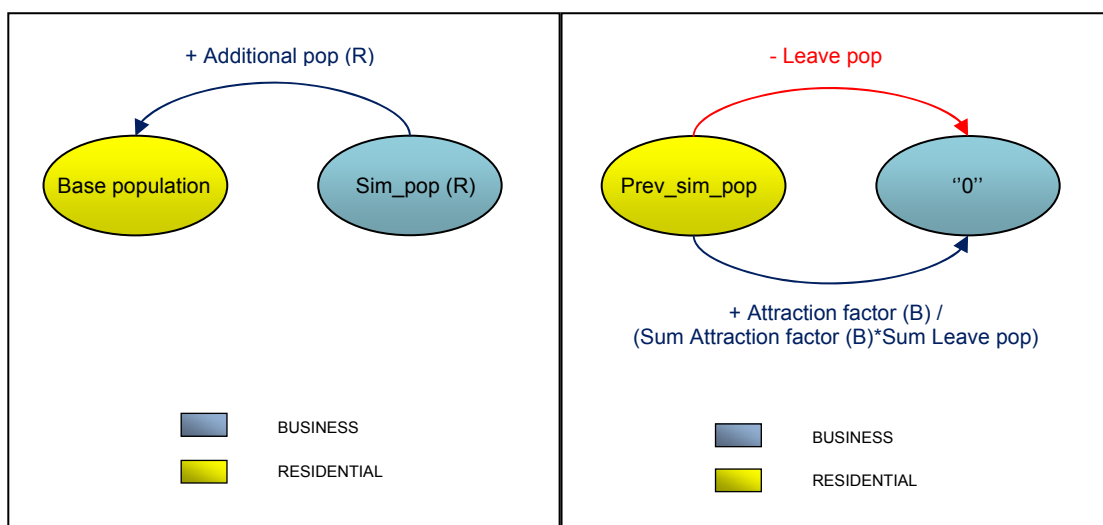 + Additional pop (R)
Base population
Sim_pop (R)
BUSINESS
RESIDENTIAL
- Leave pop
Prev_sim_pop
‘’0’’
+ Attraction factor (B) /
(Sum Attraction factor (B)*Sum Leave pop)
BUSINESS
RESIDENTIAL